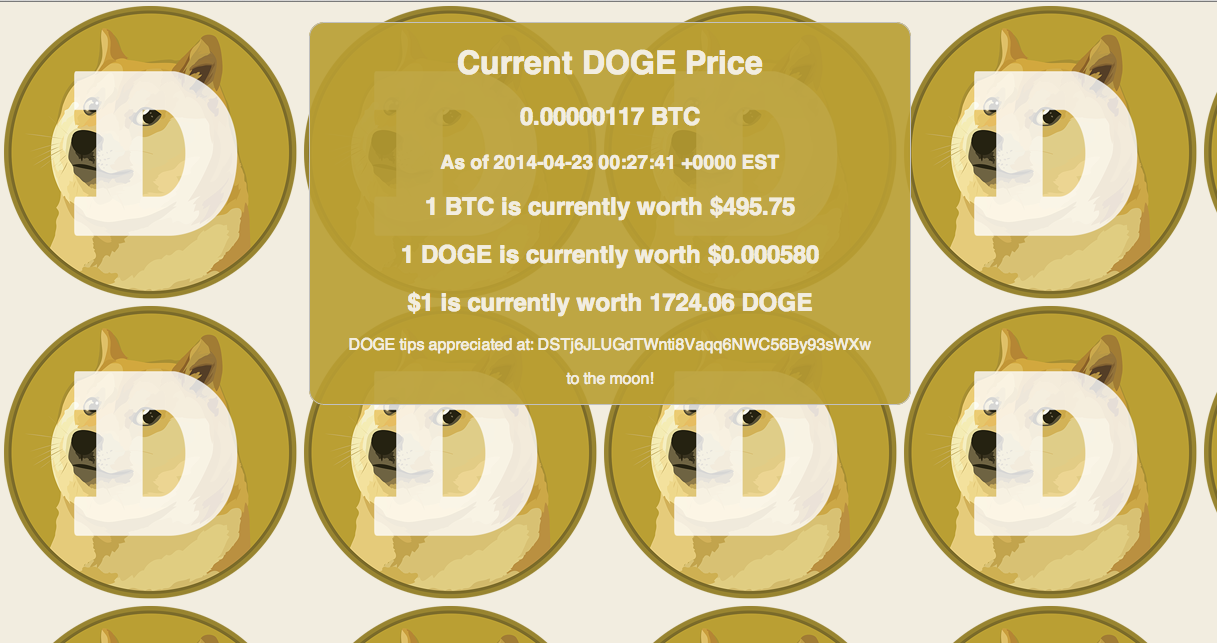 Current DOGE Price
0.00000117 BTC
As of 2014-04-23 00:27:41 +0000 EST
1 BTC is currently worth $495.75
1 DOGE is currently worth $0.000580
$1 is currently worth 1724.06 DOGE
DOGE tips appreciated at: DSTj6JLUGdTWnti8Vaqq6NWC56By93sWXw
to the moon!